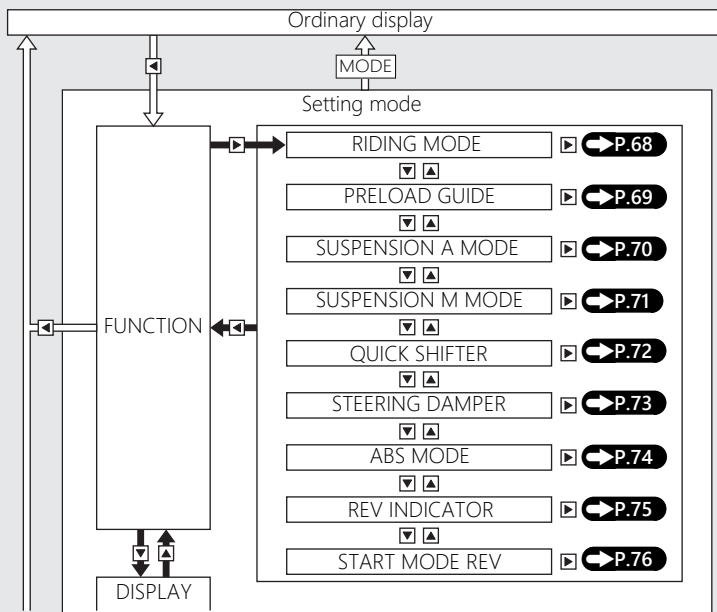 Ordinary display
MODE
Setting mode
RIDING MODE P.68
PRELOAD GUIDE P.69
SUSPENSION A MODE P.70
SUSPENSION M MODE P.71
FUNCTION
QUICK SHIFTER P.72
STEERING DAMPER P.73
ABS MODE P.74
REV INDICATOR P.75
START MODE REV P.76
DISPLAY